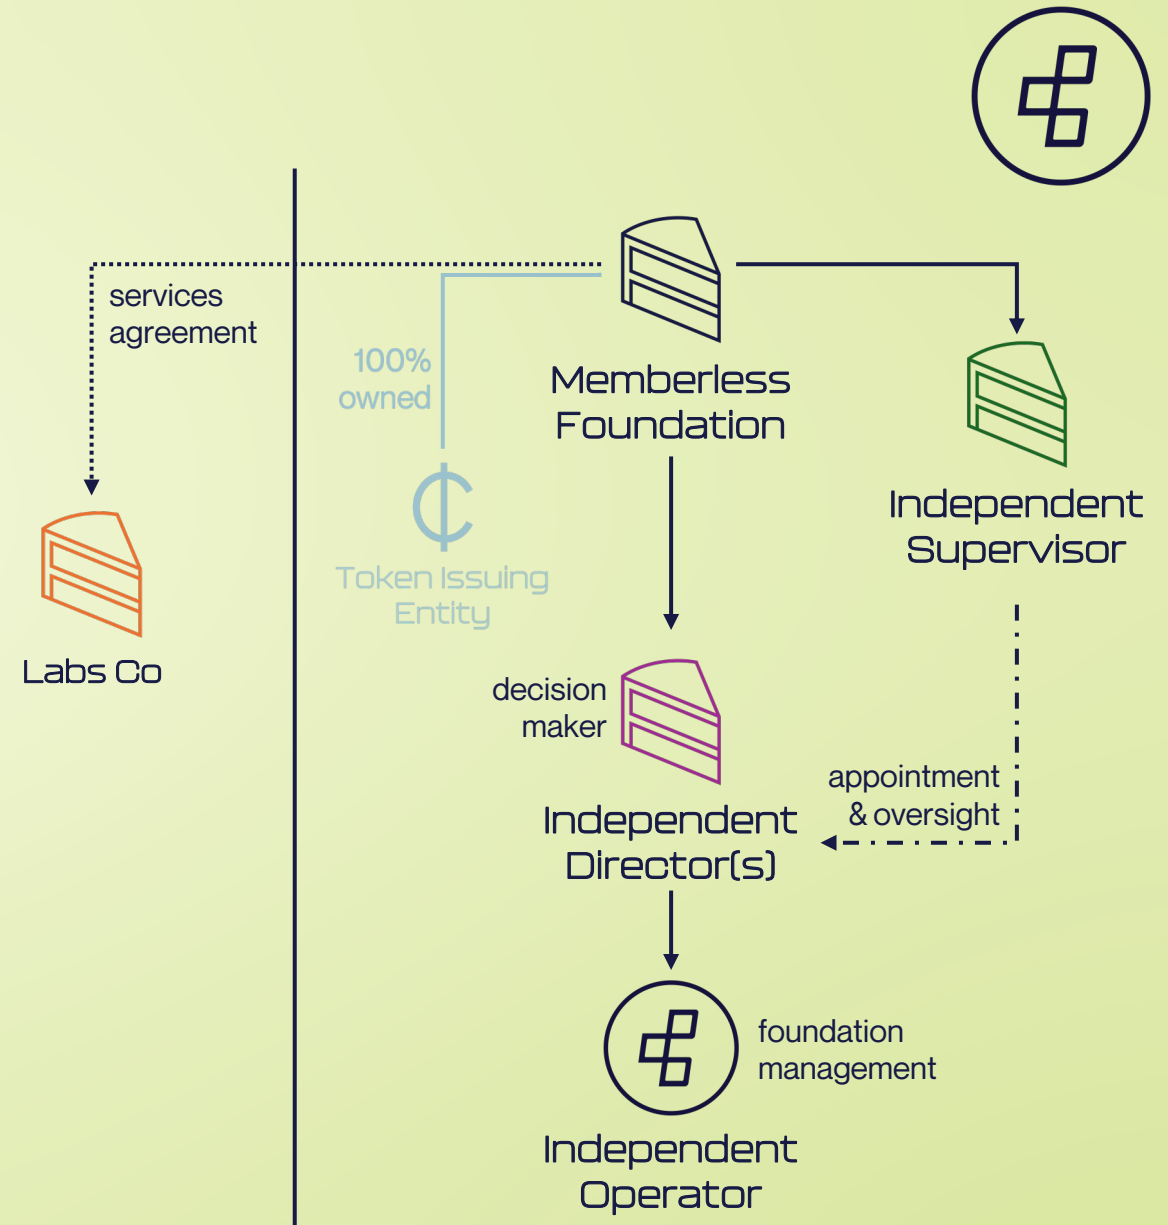 services
agreement
100%
owned
Memberless
Foundation
Independent
Supervisor
Token Issuing
Entity
Labs Co
decision
maker
appointment
& oversight
Independent
Director(s)
foundation
management
Independent
Operator